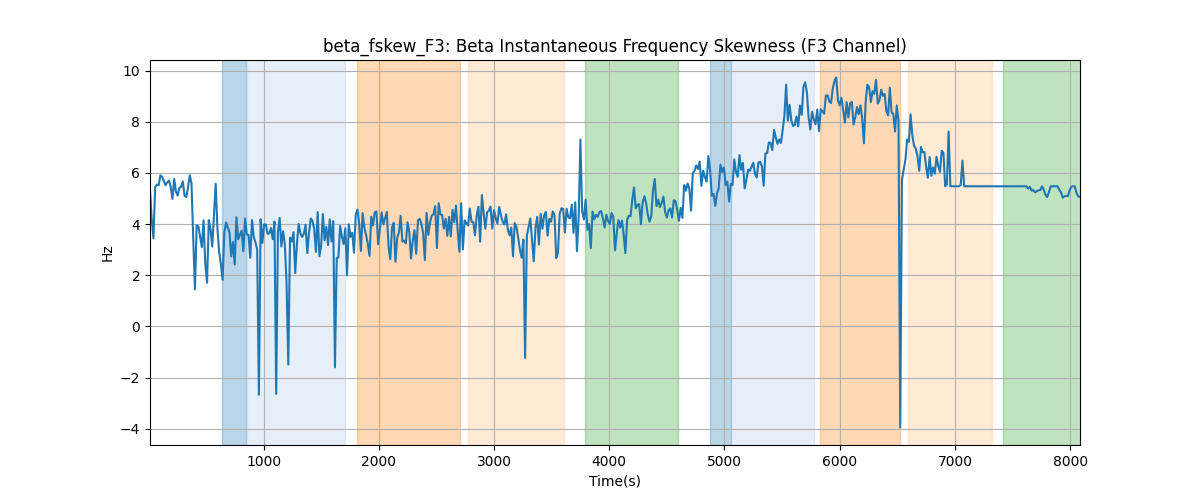 beta_fskew_F3: Beta Instantaneous Frequency Skewness (F3 Channel)
10
8
6
4
2
0
−2
−4
Hz
1000 2000 3000 4000 5000 6000 7000 8000
Time(s)